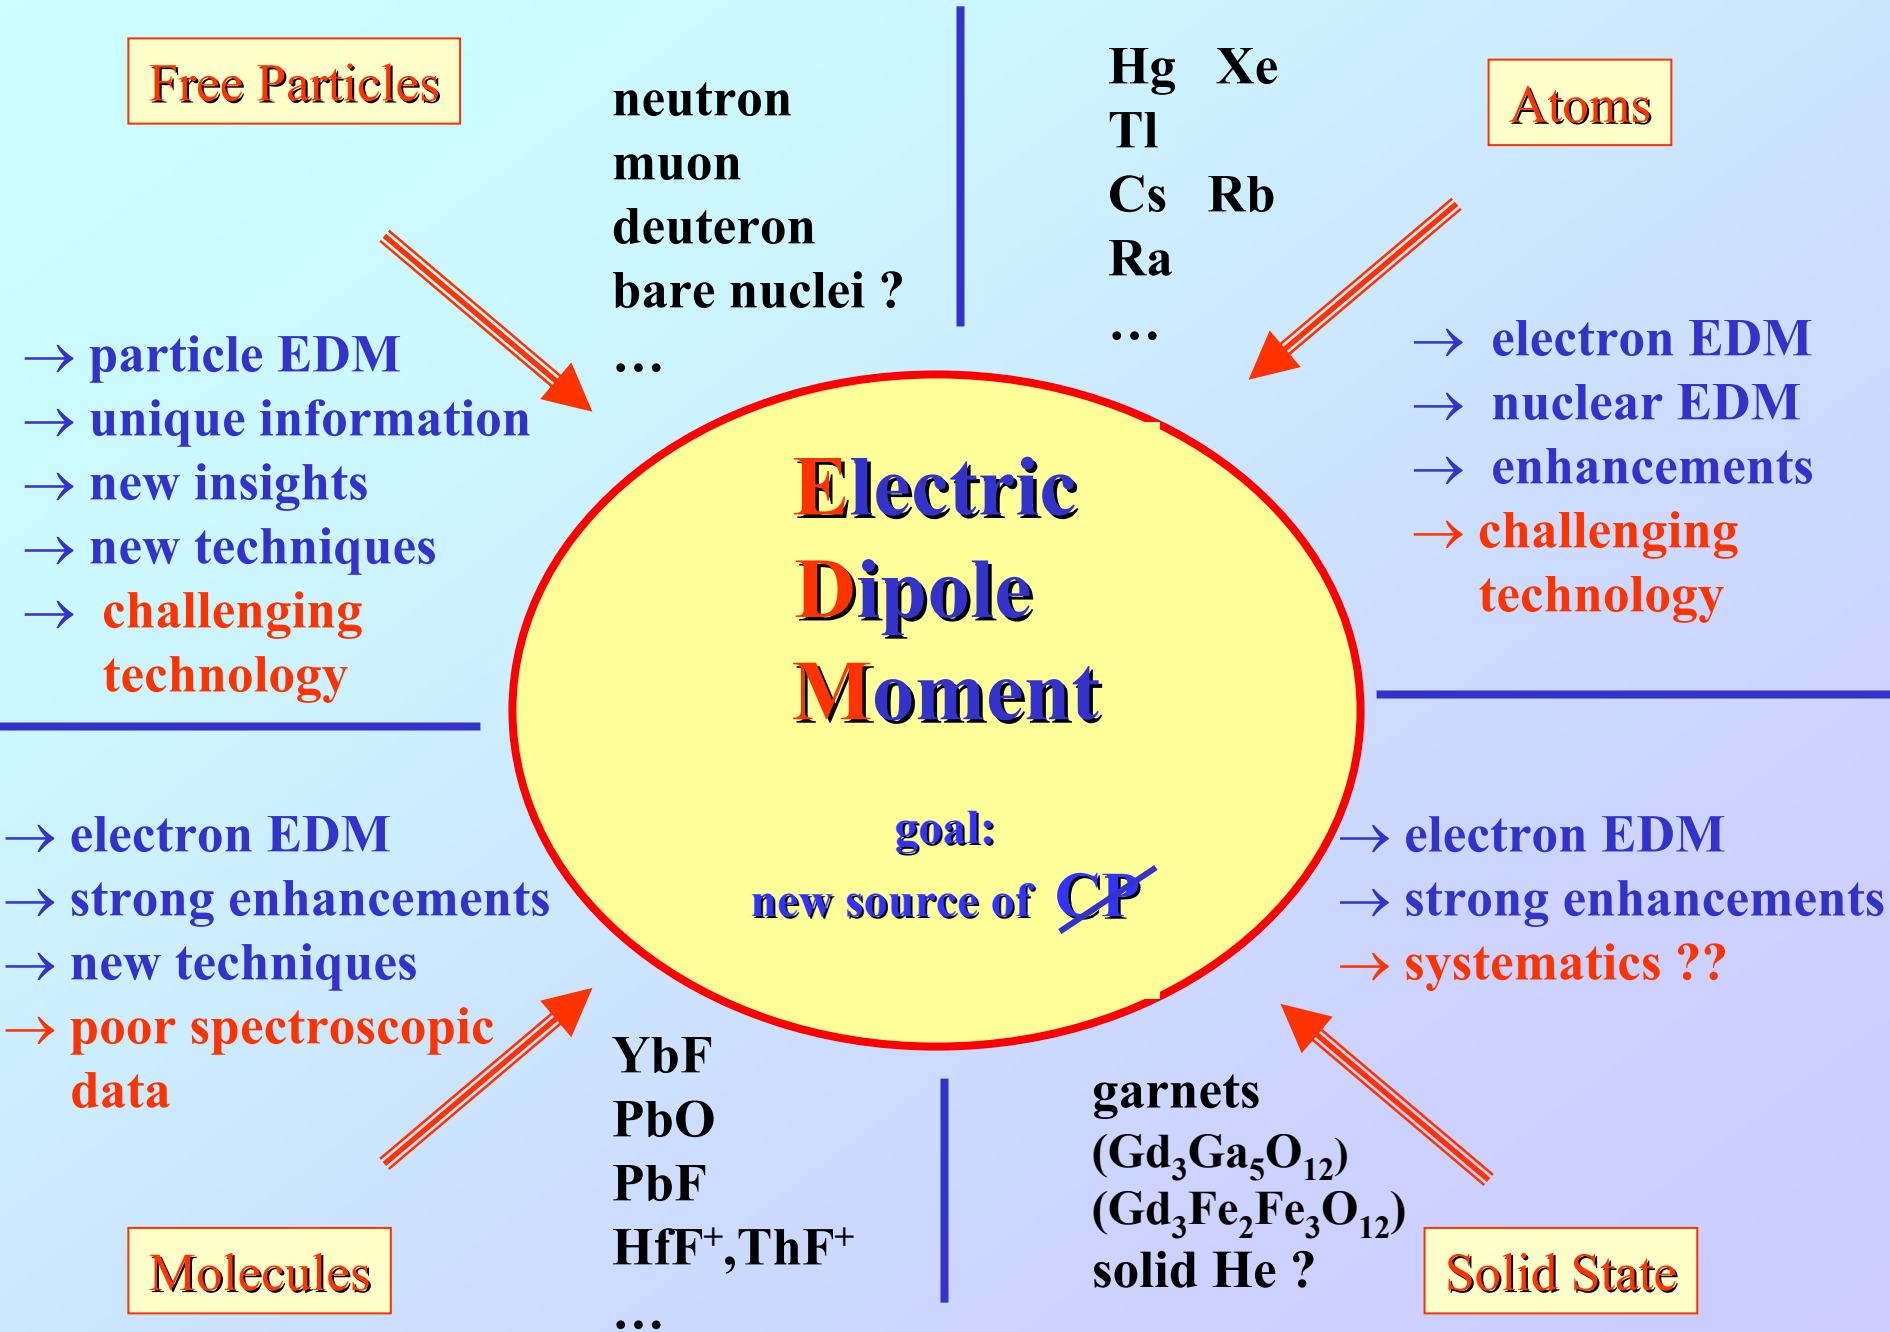 Free Particles
neutron
muon
deuteron
bare nuclei ?
…
→ particle EDM
→ unique information
→ new insights
→ new techniques
→ challenging
technology
Hg Xe
Tl
Cs Rb
Ra
…
Atoms
→ electron EDM
→ nuclear EDM
→ enhancements
→ challenging
technology
Electric
Dipole
Moment
goal:
new source of CP
→ electron EDM
→ strong enhancements
→ new techniques
→ poor spectroscopic
data
Molecules
YbF
PbO
PbF
HfF⁺,ThF⁺
…
→ electron EDM
→ strong enhancements
→ systematics ??
garnets
(Gd₃Ga₅O₁₂)
(Gd₃Fe₂Fe₃O₁₂)
solid He ?
Solid State